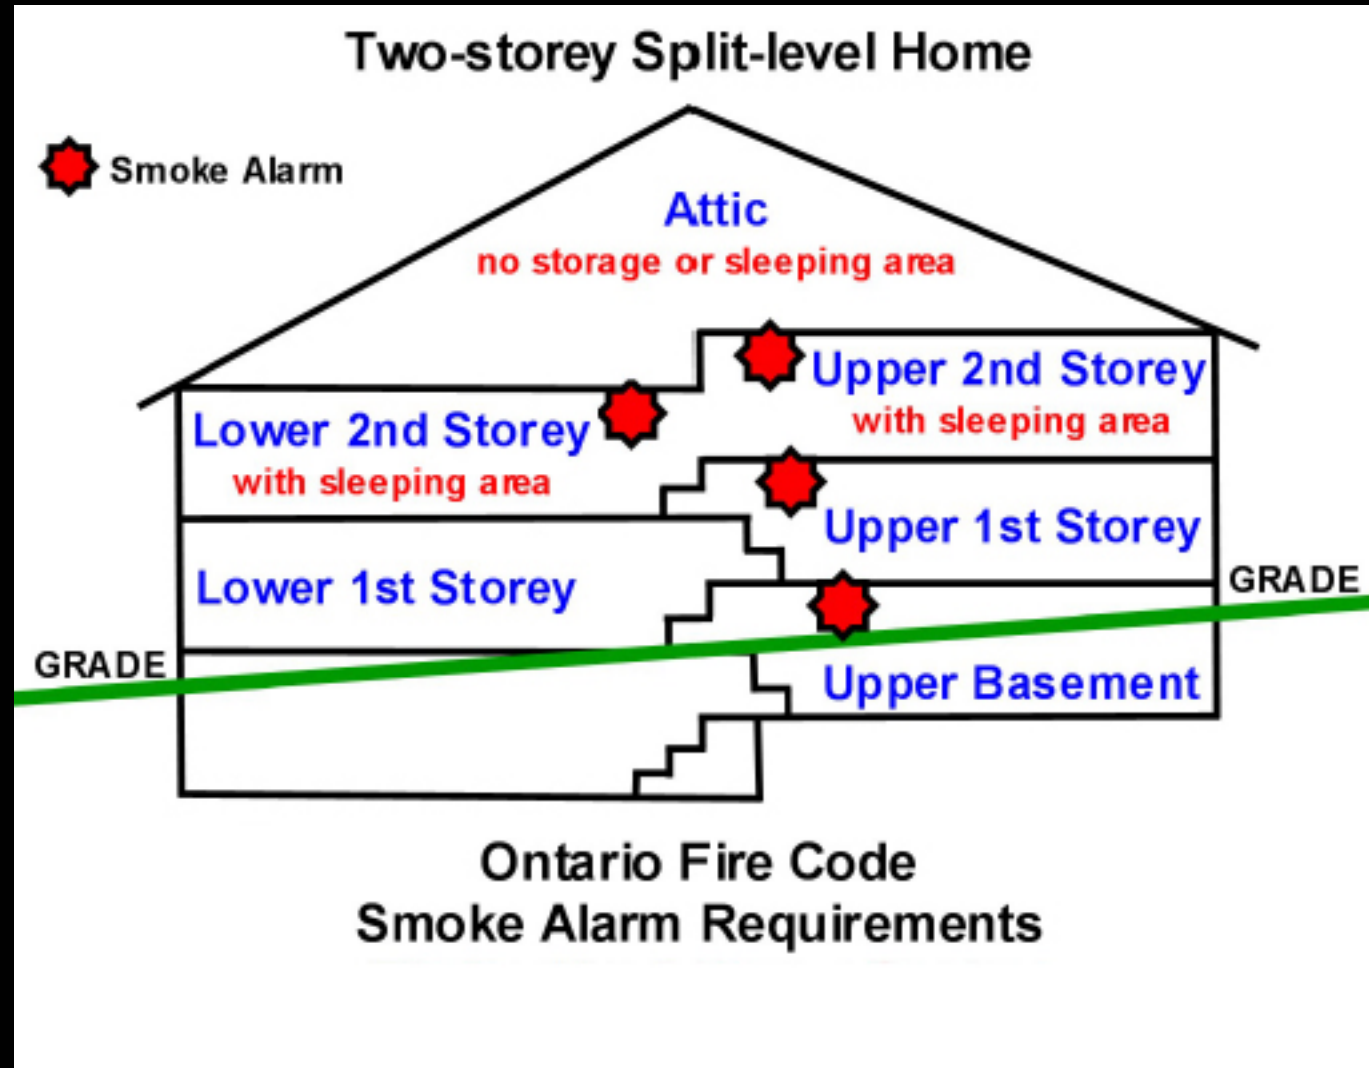 Two-storey Split-level Home
Smoke Alarm
Attic
no storage or sleeping area
Upper 2nd Storey
with sleeping area
Lower 2nd Storey
with sleeping area
Upper 1st Storey
Lower 1st Storey
GRADE
GRADE
Upper Basement
Ontario Fire Code
Smoke Alarm Requirements